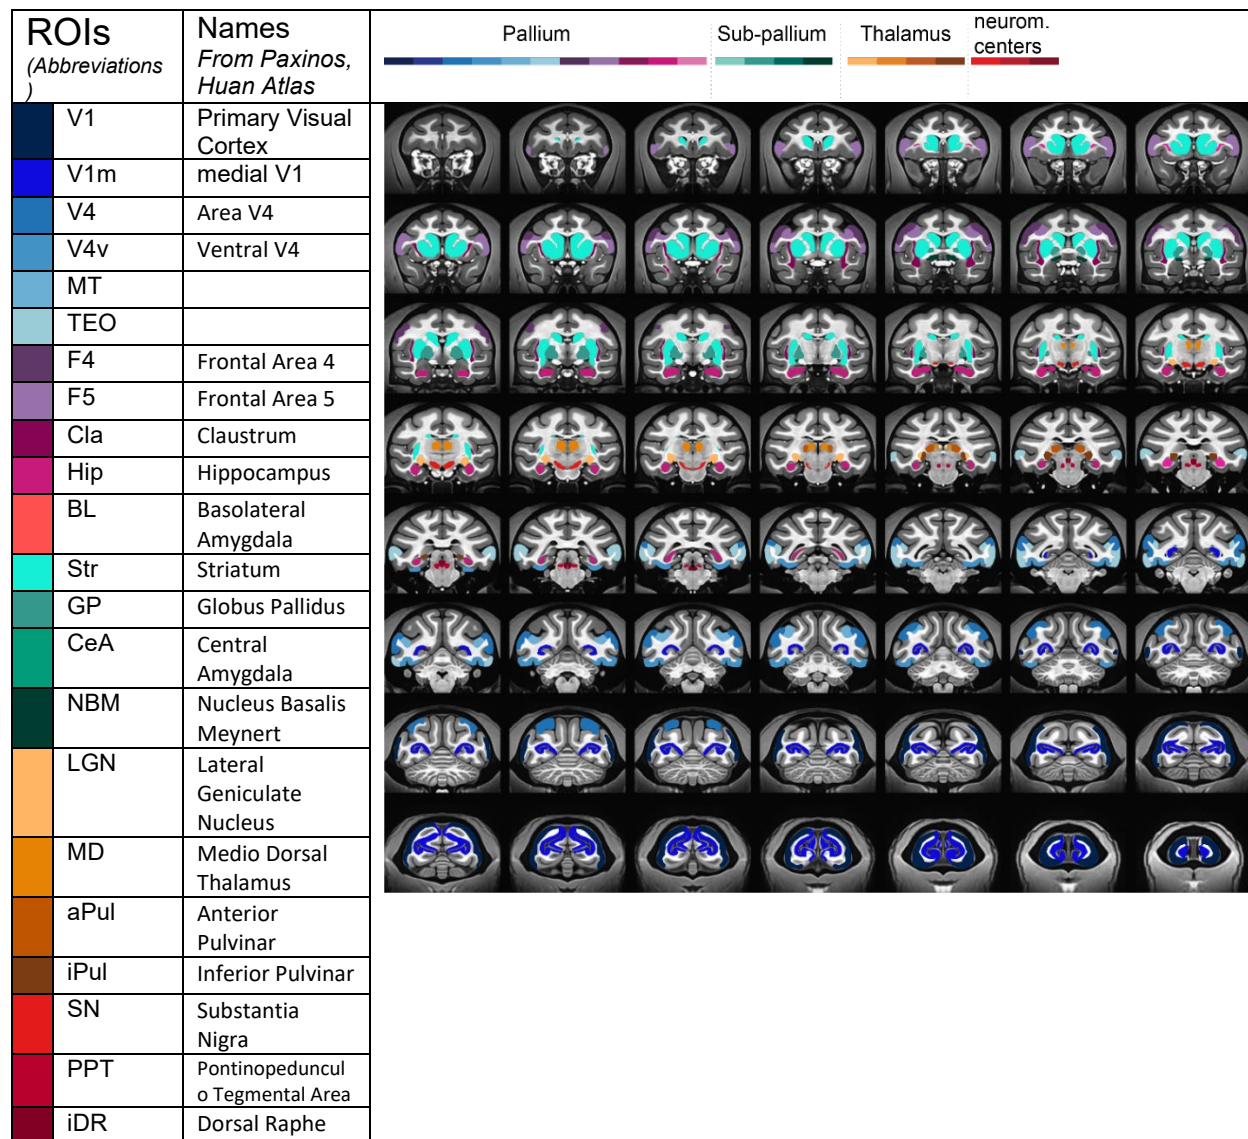 ROIs
(Abbreviations
)
Names
From Paxinos,
Huan Atlas
Pallium
Sub-pallium
Thalamus
neurom.
centers
V1
Primary Visual
Cortex
V1m
medial V1
V4
Area V4
V4v
Ventral V4
MT
TEO
F4
Frontal Area 4
F5
Frontal Area 5
Cla
Claustrum
Hip
Hippocampus
BL
Basolateral
Amygdala
Str
Striatum
GP
Globus Pallidus
CeA
Central
Amygdala
NBM
Nucleus Basalis
Meynert
LGN
Lateral
Geniculate
Nucleus
MD
Medio Dorsal
Thalamus
aPul
Anterior
Pulvinar
iPul
Inferior Pulvinar
SN
Substantia
Nigra
PPT
Pontinopeduncul
o Tegmental Area
iDR
Dorsal Raphe